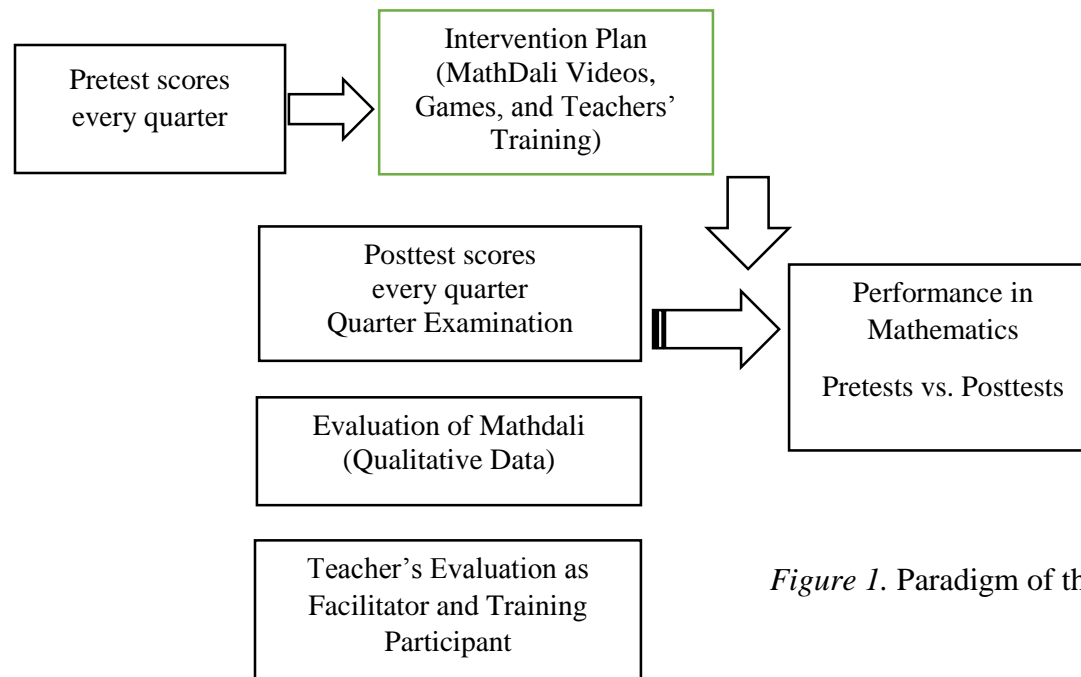 Pretest scores
every quarter
Intervention Plan
(MathDali Videos,
Games, and Teachers’
Training)
Posttest scores
every quarter
Quarter Examination
Performance in
Mathematics
Pretests vs. Posttests
Evaluation of Mathdali
(Qualitative Data)
Teacher’s Evaluation as
Facilitator and Training
Participant
Figure 1. Paradigm of th